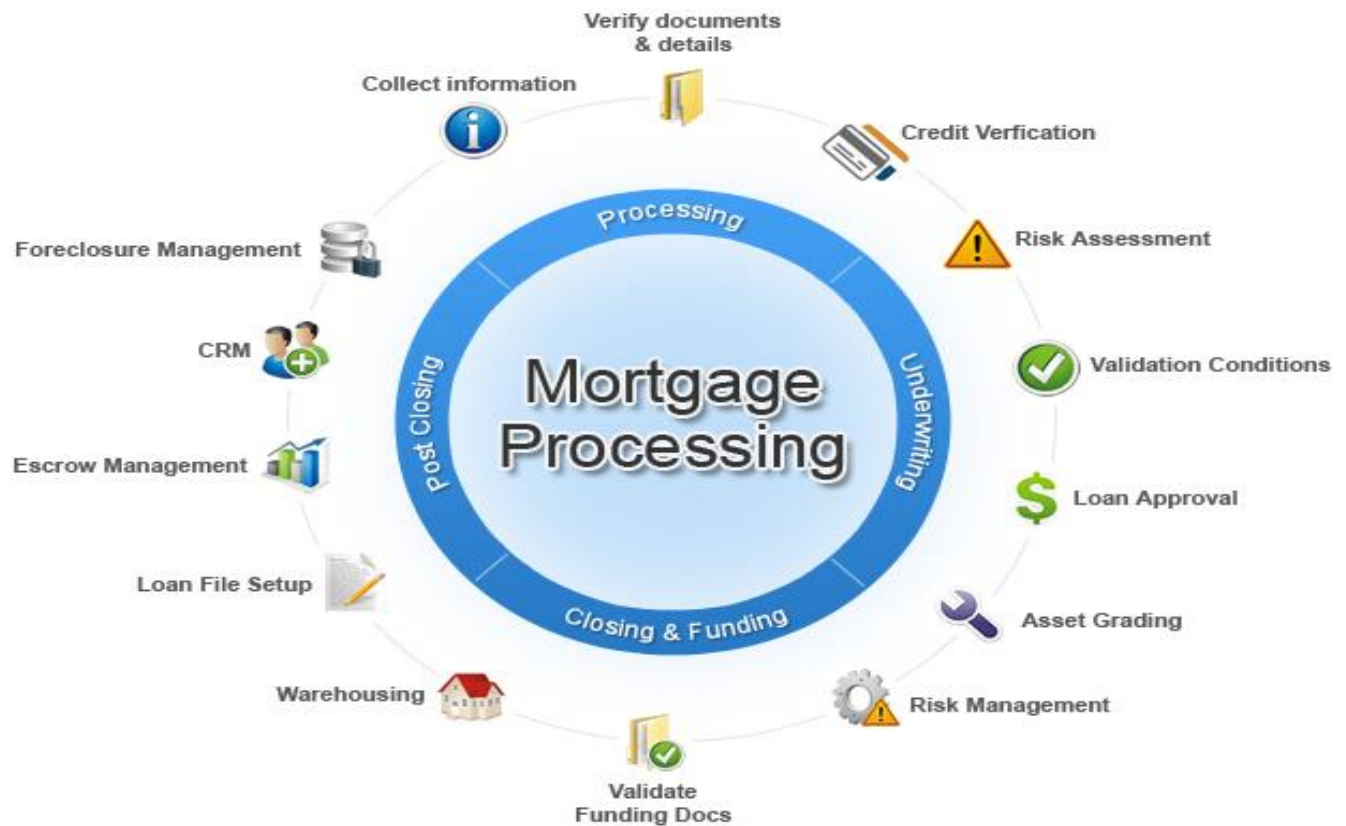 Verify documents
& details
Collect information
Credit Verfication
Processing
Foreclosure Management
Risk Assessment
CRM
Validation Conditions
Mortgage
Processing
Post Closing
Underwriting
Escrow Management
Loan Approval
Loan File Setup
Asset Grading
Closing & Funding
Warehousing
Risk Management
Validate
Funding Docs